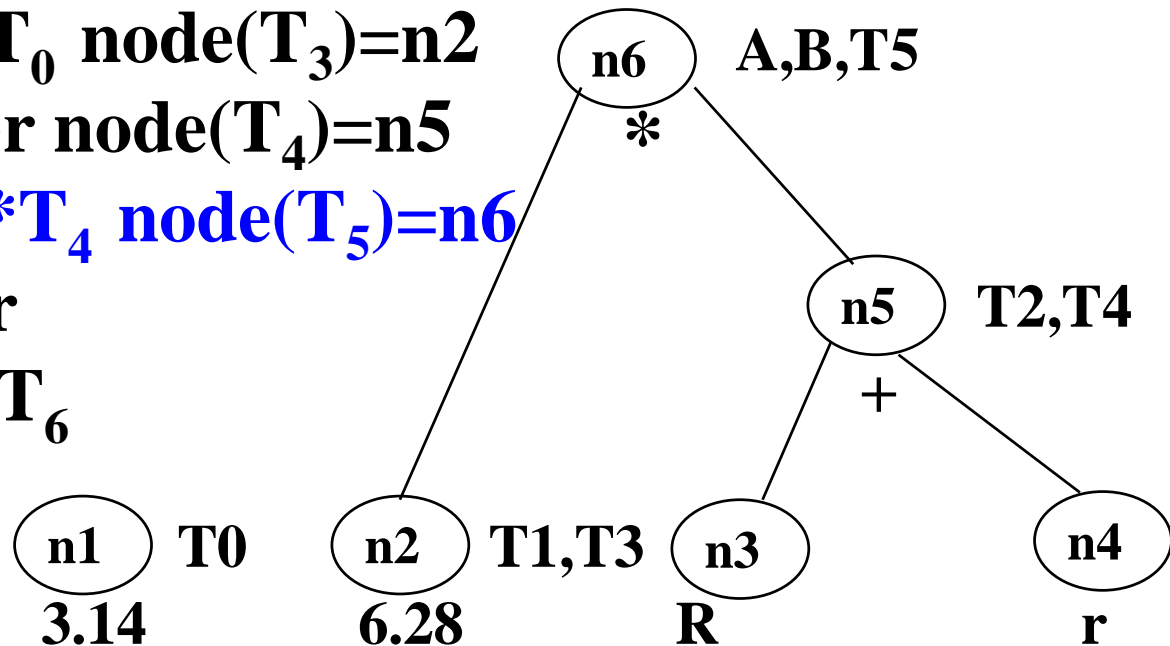 T₀ node(T₃)=n2
r node(T₄)=n5
*T₄ node(T₅)=n6
r
T₆
n6 A,B,T5
*
n5 T2,T4
+
n1 T0 n2 T1,T3 n3 n4
3.14 6.28 R r